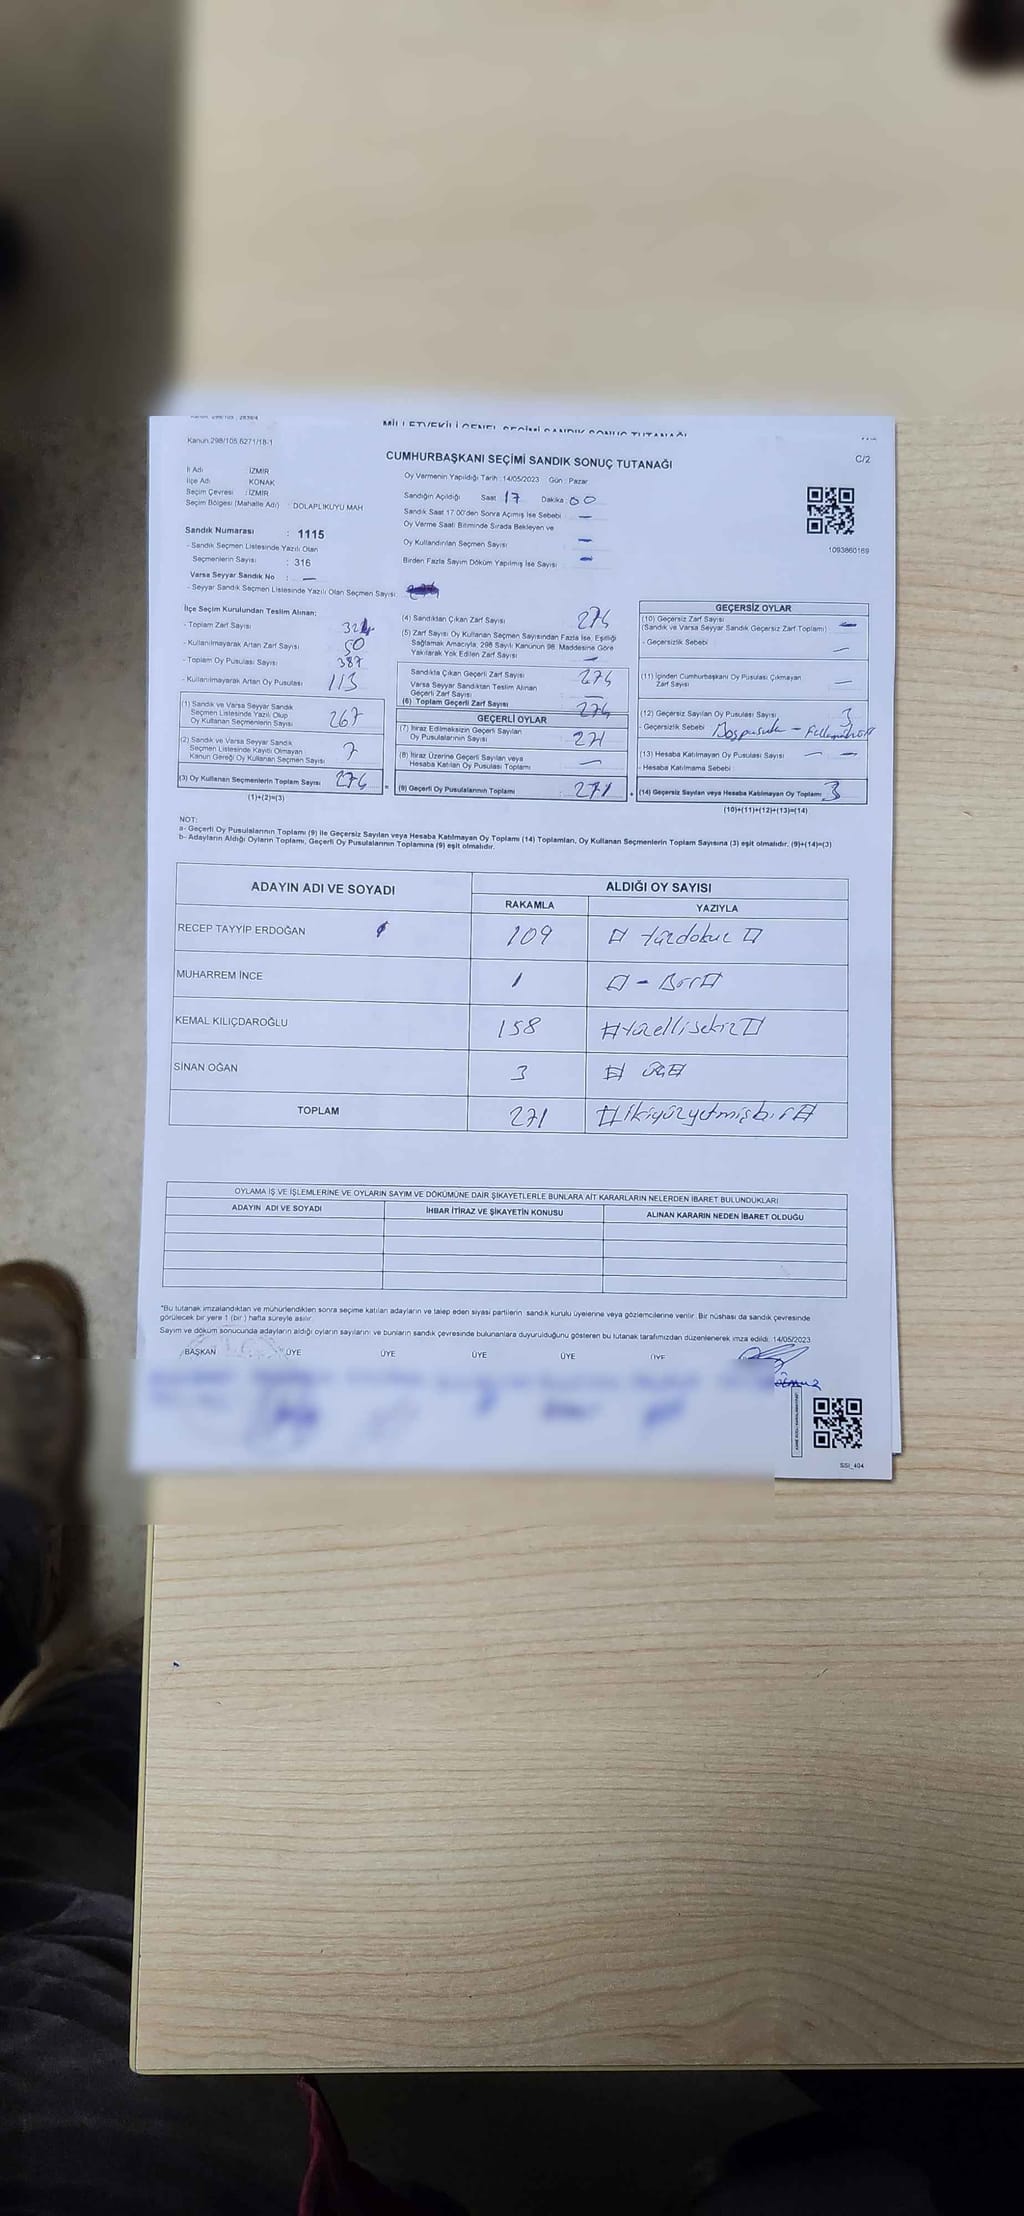 Kanun:298/105,6271/18-1
CUMHURBAŞKANI SEÇİMİ SANDIK SONUÇ TUTANAĞI
C/2
İl Adı : İZMİR
İlçe Adı : KONAK
Seçim Çevresi : İZMİR
Seçim Bölgesi (Mahalle Adı) : DOLAPLIKUYU MAH
Oy Vermenin Yapıldığı Tarih : 14/05/2023 Gün : Pazar
Sandığın Açıldığı Saat : 17 Dakika : 00
Sandık Saat 17.00'den Sonra Açımış İse Sebebi : —
Oy Verme Saati Bitiminde Sırada Bekleyen ve
Oy Kullandırılan Seçmen Sayısı : —
Birden Fazla Sayım Döküm Yapılmış İse Sayısı : —
1093860169
Sandık Numarası : 1115
- Sandık Seçmen Listesinde Yazılı Olan
Seçmenlerin Sayısı : 316
Varsa Seyyar Sandık No : —
- Seyyar Sandık Seçmen Listesinde Yazılı Olan Seçmen Sayısı :
İlçe Seçim Kurulundan Teslim Alınan:
- Toplam Zarf Sayısı : 324
- Kullanılmayarak Artan Zarf Sayısı : 50
- Toplam Oy Pusulası Sayısı : 387
- Kullanılmayarak Artan Oy Pusulası : 113
(1) Sandık ve Varsa Seyyar Sandık
Seçmen Listesinde Yazılı Olup
Oy Kullanan Seçmenlerin Sayısı 267
(2) Sandık ve Varsa Seyyar Sandık
Seçmen Listesinde Kayıtlı Olmayan
Kanun Gereği Oy Kullanan Seçmen Sayısı 7
(3) Oy Kullanan Seçmenlerin Toplam Sayısı 274
(1)+(2)=(3)
(4) Sandıktan Çıkan Zarf Sayısı 274
(5) Zarf Sayısı Oy Kullanan Seçmen Sayısından Fazla İse, Eşitliği
Sağlamak Amacıyla, 298 Sayılı Kanunun 98. Maddesine Göre
Yakılarak Yok Edilen Zarf Sayısı —
Sandıkta Çıkan Geçerli Zarf Sayısı 274
Varsa Seyyar Sandıktan Teslim Alınan
Geçerli Zarf Sayısı —
(6) Toplam Geçerli Zarf Sayısı 274
GEÇERLİ OYLAR
(7) İtiraz Edilmeksizin Geçerli Sayılan
Oy Pusulalarının Sayısı 271
(8) İtiraz Üzerine Geçerli Sayılan veya
Hesaba Katılan Oy Pusulası Toplamı —
(9) Geçerli Oy Pusulalarının Toplamı 271
GEÇERSİZ OYLAR
(10) Geçersiz Zarf Sayısı
(Sandık ve Varsa Seyyar Sandık Geçersiz Zarf Toplamı) —
- Geçersizlik Sebebi —
(11) İçinden Cumhurbaşkanı Oy Pusulası Çıkmayan
Zarf Sayısı —
(12) Geçersiz Sayılan Oy Pusulası Sayısı 3
- Geçersizlik Sebebi
(13) Hesaba Katılmayan Oy Pusulası Sayısı —
- Hesaba Katılmama Sebebi :
(14) Geçersiz Sayılan veya Hesaba Katılmayan Oy Toplamı 3
(10)+(11)+(12)+(13)=(14)
NOT:
a- Geçerli Oy Pusulalarının Toplamı (9) ile Geçersiz Sayılan veya Hesaba Katılmayan Oy Toplamı (14) Toplamları, Oy Kullanan Seçmenlerin Toplam Sayısına (3) eşit olmalıdır. (9)+(14)=(3)
b- Adayların Aldığı Oyların Toplamı, Geçerli Oy Pusulalarının Toplamına (9) eşit olmalıdır.
ADAYIN ADI VE SOYADI ALDIĞI OY SAYISI
RAKAMLA YAZIYLA
RECEP TAYYİP ERDOĞAN 109 # Yüzdokuz #
MUHARREM İNCE 1 # - Bir #
KEMAL KILIÇDAROĞLU 158 # Yüzellisekiz #
SİNAN OĞAN 3 # üç #
TOPLAM 271 # ikiyüzyetmişbir #
OYLAMA İŞ VE İŞLEMLERİNE VE OYLARIN SAYIM VE DÖKÜMÜNE DAİR ŞİKAYETLERLE BUNLARA AİT KARARLARIN NELERDEN İBARET BULUNDUKLARI
ADAYIN ADI VE SOYADI İHBAR İTİRAZ VE ŞİKAYETİN KONUSU ALINAN KARARIN NEDEN İBARET OLDUĞU
"Bu tutanak imzalandıktan ve mühürlendikten sonra seçime katılan adayların ve talep eden siyasi partilerin sandık kurulu üyelerine veya gözlemcilerine verilir. Bir nüshası da sandık çevresinde
görülecek bir yere 1 (bir) hafta süreyle asılır.
Sayım ve döküm sonucunda adayların aldığı oyların sayılarını ve bunların sandık çevresinde bulunanlara duyurulduğunu gösteren bu tutanak tarafımızdan düzenlenerek imza edildi. 14/05/2023
BAŞKAN ÜYE ÜYE ÜYE ÜYE ÜYE
SSI_404